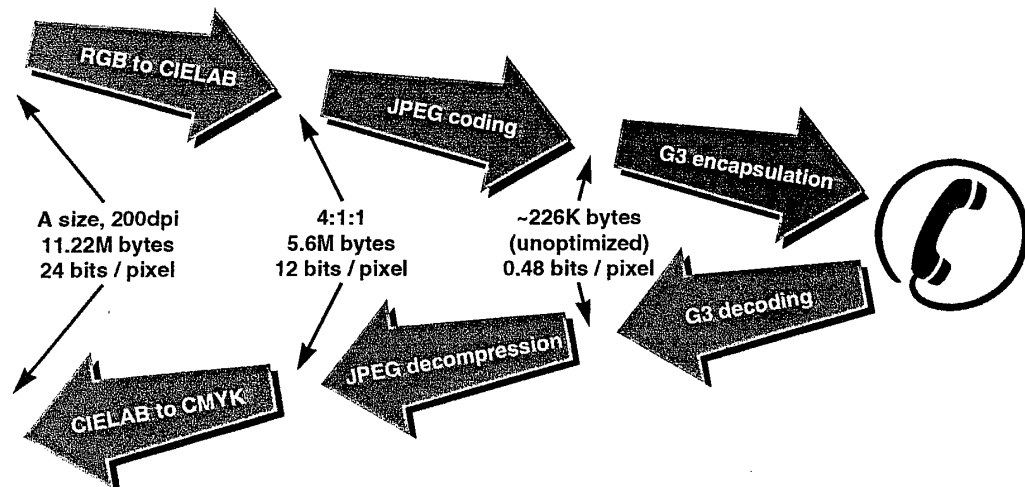 RGB to CIELAB
JPEG coding
G3 encapsulation
A size, 200dpi
11.22M bytes
24 bits / pixel
4:1:1
5.6M bytes
12 bits / pixel
~226K bytes
(unoptimized)
0.48 bits / pixel
G3 decoding
JPEG decompression
CIELAB to CMYK